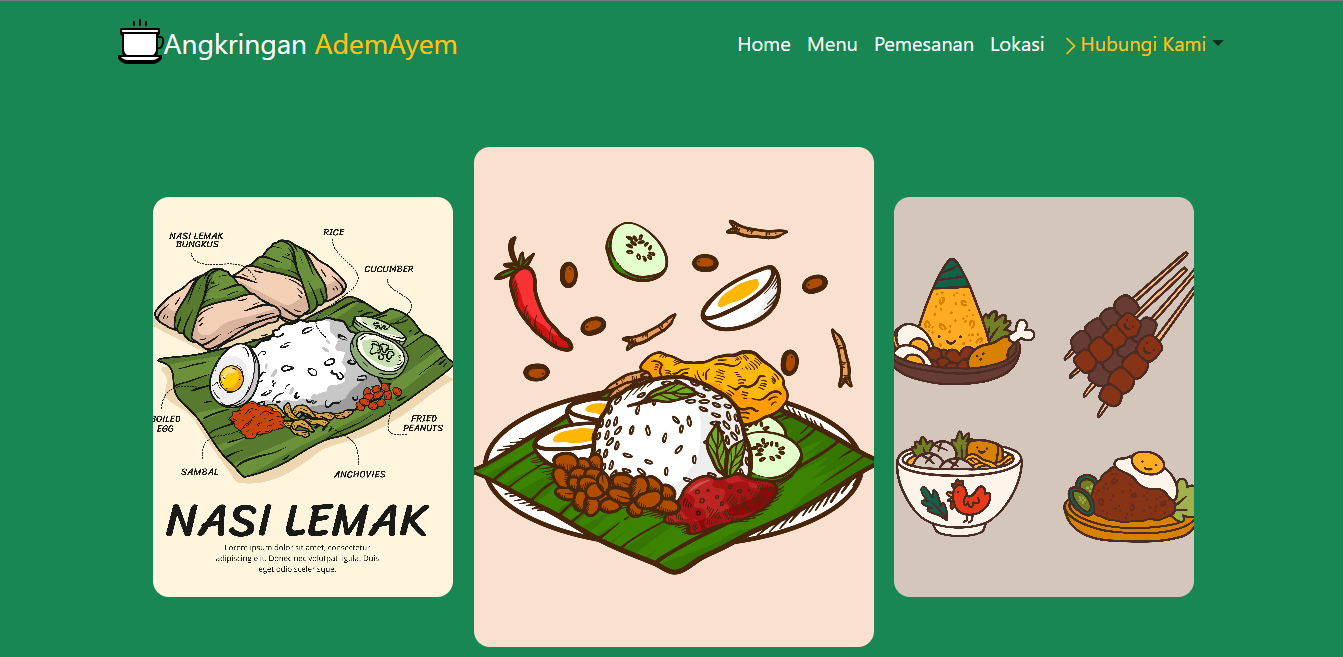 Angkringan AdemAyem
Home Menu Pemesanan Lokasi > Hubungi Kami
NASI LEMAK
BUNGKUS
RICE
CUCUMBER
BOILED
EGG
FRIED
PEANUTS
SAMBAL
ANCHOVIES
NASI LEMAK
Lorem ipsum dolor sit amet, consectetur
adipiscing elit. Donec nec volutpat ligula. Duis
eget odio scelerisque.